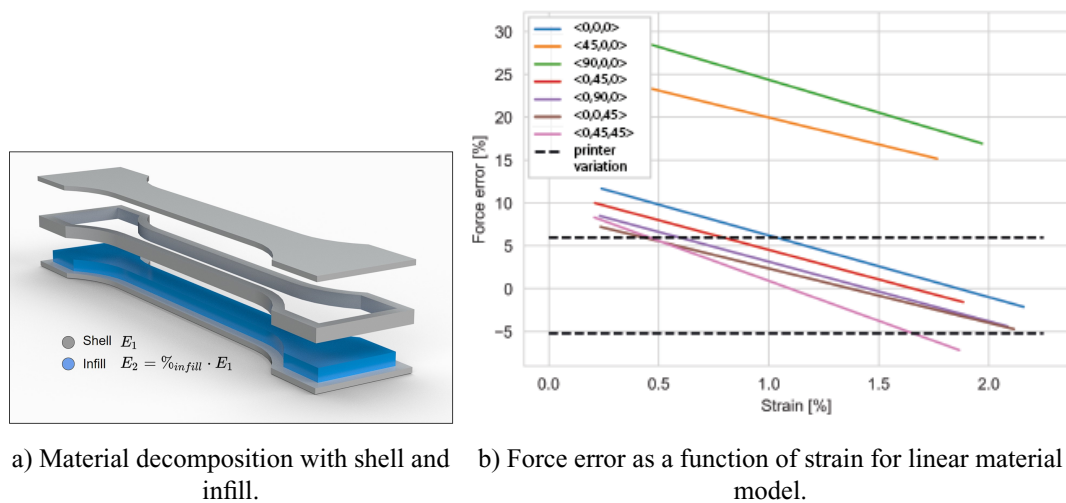 Shell E₁
Infill E₂ = %infill · E₁
a) Material decomposition with shell and
infill.
30
25
20
15
10
5
0
−5
Force error [%]
<0,0,0>
<45,0,0>
<90,0,0>
<0,45,0>
<0,90,0>
<0,0,45>
<0,45,45>
printer
variation
0.0 0.5 1.0 1.5 2.0
Strain [%]
b) Force error as a function of strain for linear material
model.